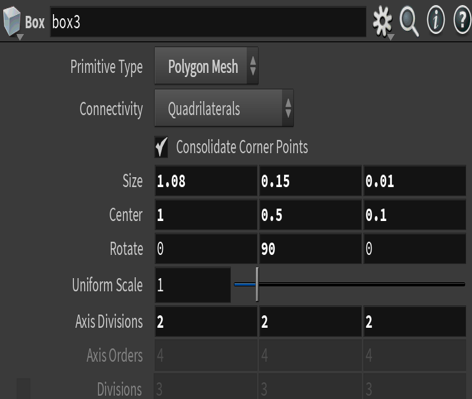 Box box3
Primitive Type Polygon Mesh
Connectivity Quadrilaterals
Consolidate Corner Points
Size 1.08 0.15 0.01
Center 1 0.5 0.1
Rotate 0 90 0
Uniform Scale 1
Axis Divisions 2 2 2
Axis Orders 4 4 4
Divisions 3 3 3